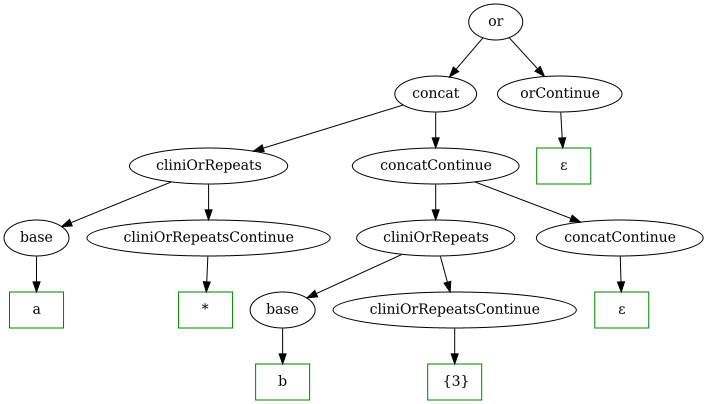 or
concat
orContinue
cliniOrRepeats
concatContinue
ε
base
cliniOrRepeatsContinue
cliniOrRepeats
concatContinue
a
*
base
cliniOrRepeatsContinue
ε
b
{3}